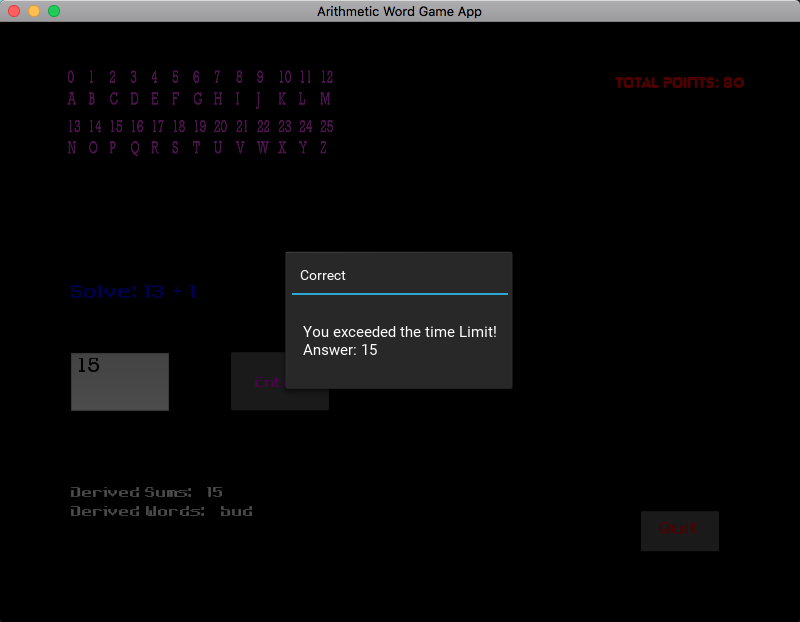 Arithmetic Word Game App
0 1 2 3 4 5 6 7 8 9 10 11 12
A B C D E F G H I J K L M
13 14 15 16 17 18 19 20 21 22 23 24 25
N O P Q R S T U V W X Y Z
TOTAL POINTS: 80
Correct
Solve: 13 + 1
You exceeded the time Limit!
Answer: 15
15
Derived Sums: 15
Derived Words: bud
Quit